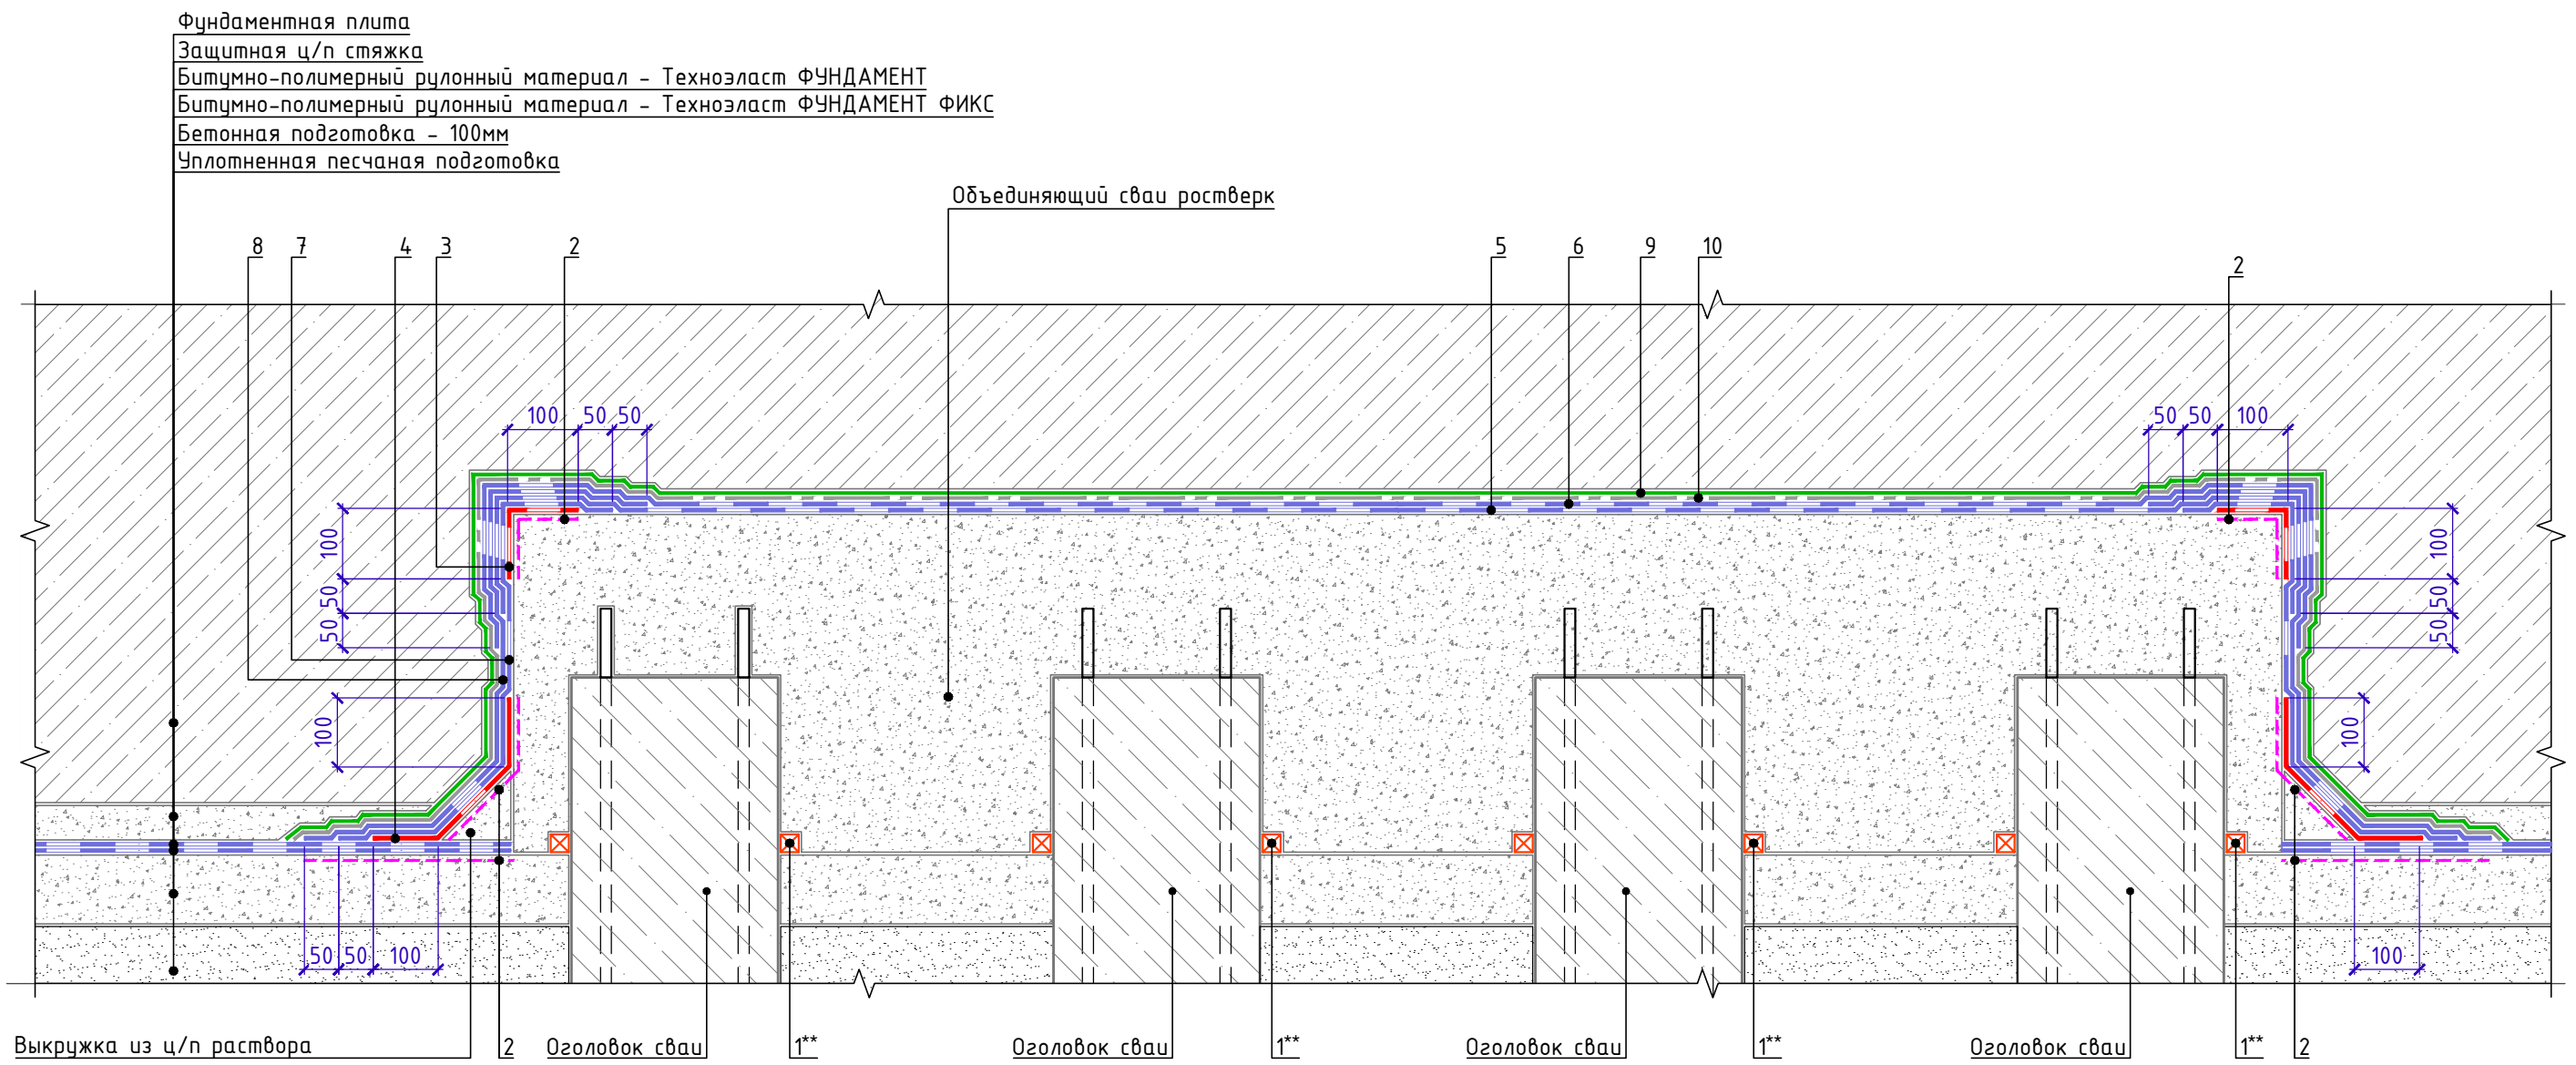 Фундаментная плита
Защитная ц/п стяжка
Битумно-полимерный рулонный материал - Техноэласт ФУНДАМЕНТ
Битумно-полимерный рулонный материал - Техноэласт ФУНДАМЕНТ ФИКС
Бетонная подготовка - 100мм
Уплотненная песчаная подготовка
Объединяющий сваи ростверк
8 7 4 3 2 5 6 9 10 2
100 50 50 50 50 100
100 50 50 100
100 50 50 100
50 50 100 100
Выкружка из ц/п раствора 2 Оголовок сваи 1** Оголовок сваи 1** Оголовок сваи 1** Оголовок сваи 1** 2